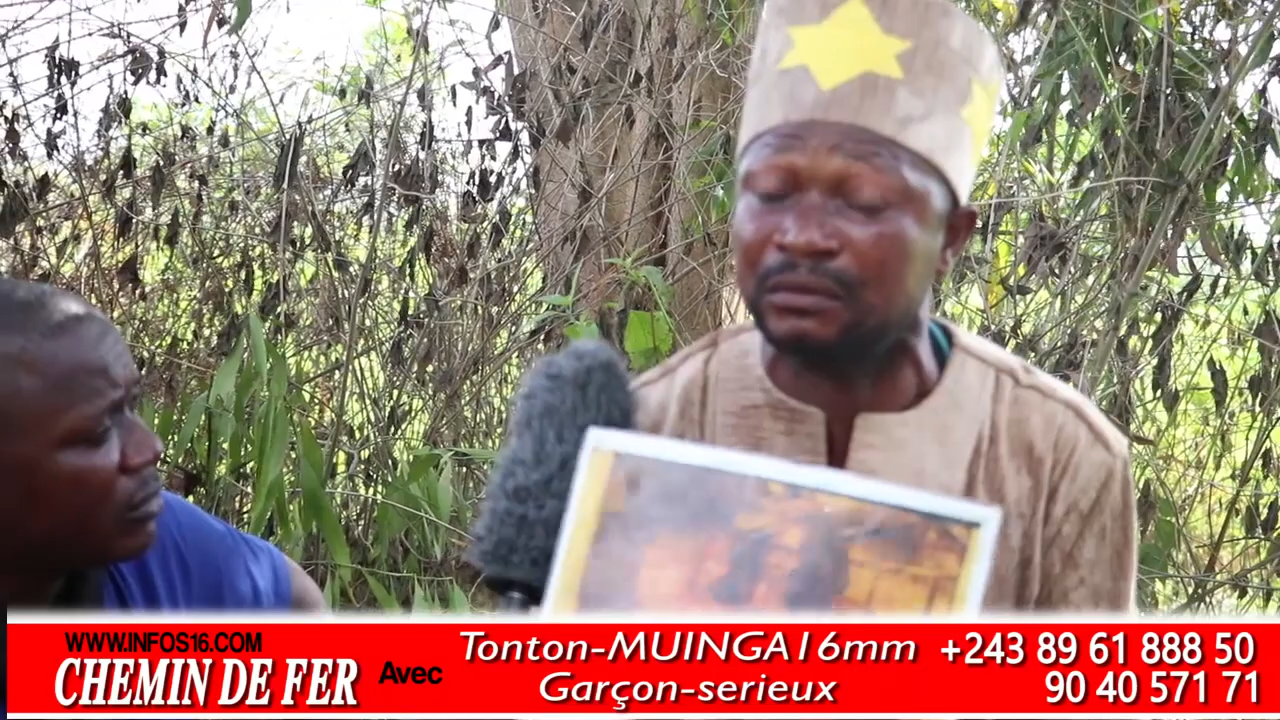 WWW.INFOS16.COM
CHEMIN DE FER
Avec
Tonton-MUINGA16mm
Garçon-serieux
+243 89 61 888 50
90 40 571 71